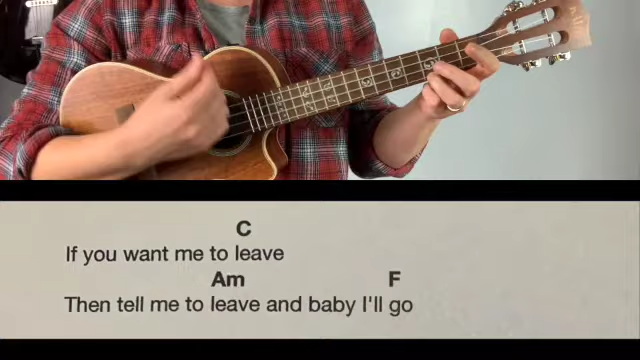 C
If you want me to leave
Am F
Then tell me to leave and baby I'll go